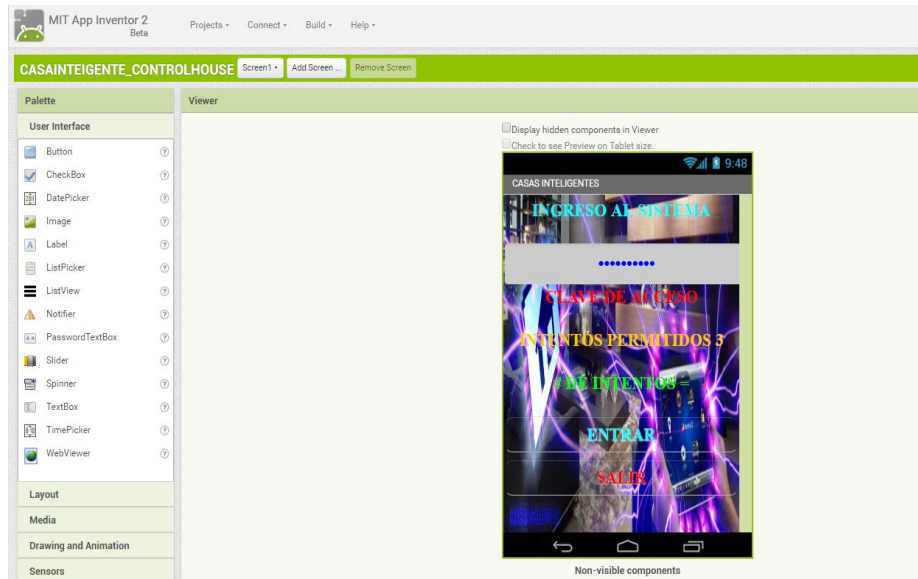 MIT App Inventor 2
Beta
Projects Connect Build Help
CASAINTEIGENTE_CONTROLHOUSE Screen1 Add Screen ... Remove Screen
Palette
Viewer
User Interface
Button
CheckBox
DatePicker
Image
Label
ListPicker
ListView
Notifier
PasswordTextBox
Slider
Spinner
TextBox
TimePicker
WebViewer
Layout
Media
Drawing and Animation
Sensors
Display hidden components in Viewer
Check to see Preview on Tablet size.
9:48
CASAS INTELIGENTES
INGRESO AL SISTEMA
CLAVE DE ACCESO
INTENTOS PERMITIDOS 3
# DE INTENTOS =
ENTRAR
SALIR
Non-visible components